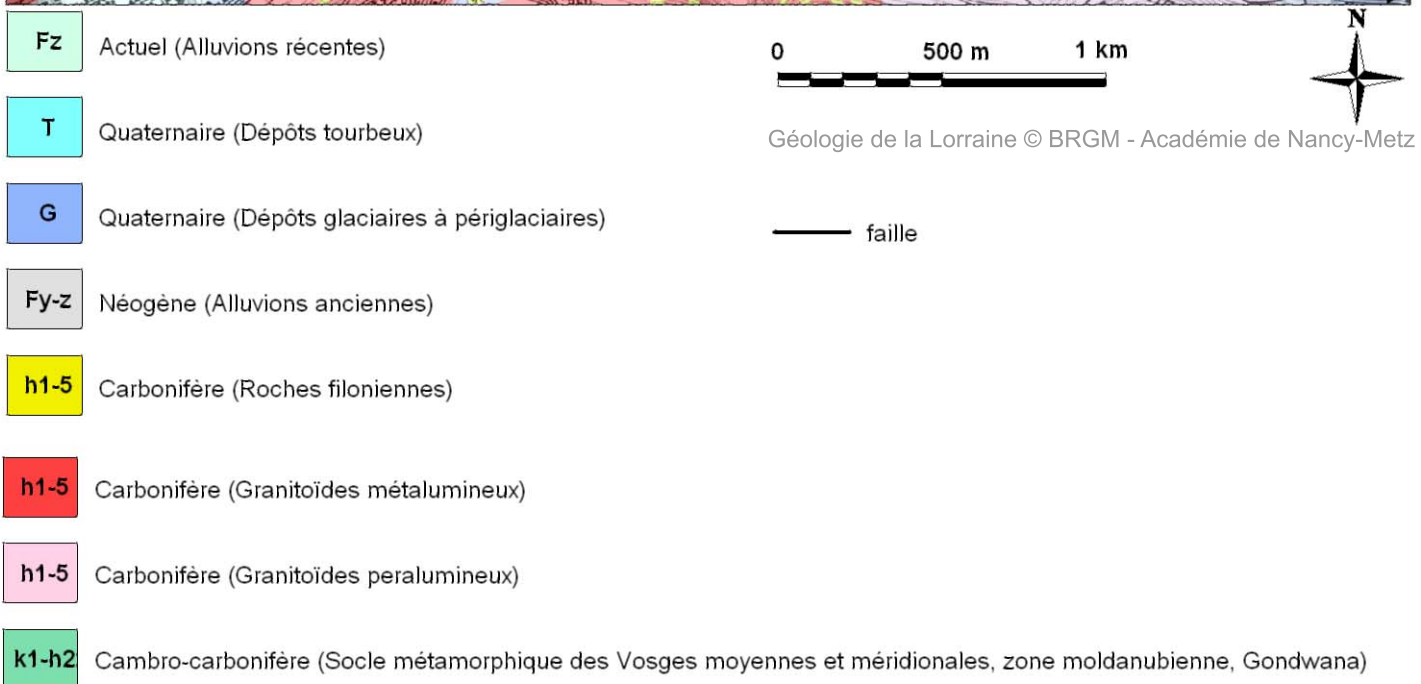 Fz Actuel (Alluvions récentes)
T Quaternaire (Dépôts tourbeux)
G Quaternaire (Dépôts glaciaires à périglaciaires)
Fy-z Néogène (Alluvions anciennes)
h1-5 Carbonifère (Roches filoniennes)
h1-5 Carbonifère (Granitoïdes métalumineux)
h1-5 Carbonifère (Granitoïdes peralumineux)
k1-h2 Cambro-carbonifère (Socle métamorphique des Vosges moyennes et méridionales, zone moldanubienne, Gondwana)
0 500 m 1 km
N
Géologie de la Lorraine © BRGM - Académie de Nancy-Metz
faille